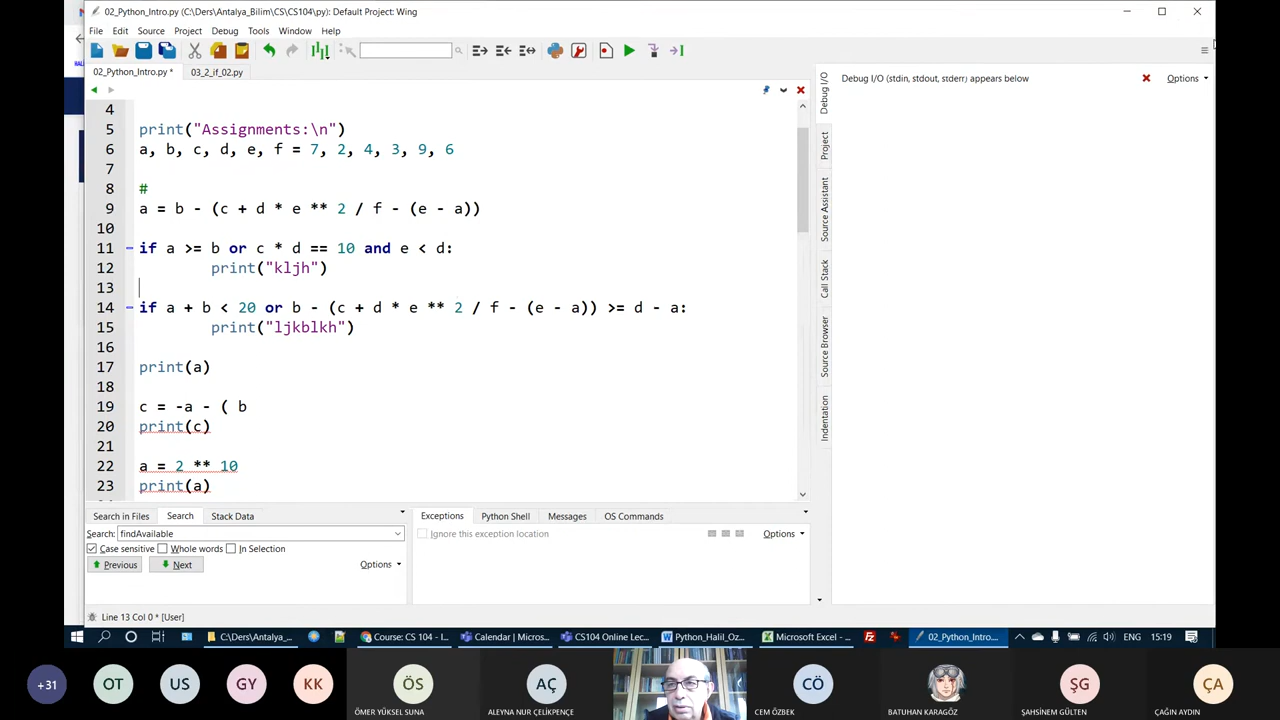 02_Python_Intro.py (C:\Ders\Antalya_Bilim\CS\CS104\py): Default Project: Wing
File Edit Source Project Debug Tools Window Help
02_Python_Intro.py * 03_2_if_02.py
4
5 print("Assignments:\n")
6 a, b, c, d, e, f = 7, 2, 4, 3, 9, 6
7
8 #
9 a = b - (c + d * e ** 2 / f - (e - a))
10
11 if a >= b or c * d == 10 and e < d:
12 print("kljh")
13
14 if a + b < 20 or b - (c + d * e ** 2 / f - (e - a)) >= d - a:
15 print("ljkblkh")
16
17 print(a)
18
19 c = -a - ( b
20 print(c)
21
22 a = 2 ** 10
23 print(a)
Debug I/O
Project
Source Assistant
Call Stack
Source Browser
Indentation
Debug I/O (stdin, stdout, stderr) appears below
Options
Search in Files Search Stack Data
Search: findAvailable
Case sensitive Whole words In Selection
Previous Next Options
Exceptions Python Shell Messages OS Commands
Ignore this exception location Options
Line 13 Col 0 * [User]
C:\Ders\Antalya_... Course: CS 104 - I... Calendar | Micros... CS104 Online Lec... Python_Halil_Oz... Microsoft Excel - ... 02_Python_Intro... ENG 15:19
+31 OT US GY KK ÖS AÇ CÖ ŞG ÇA
ÖMER YÜKSEL SUNA ALEYNA NUR ÇELİKPENÇE CEM ÖZBEK BATUHAN KARAGÖZ ŞAHSİNEM GÜLTEN ÇAĞIN AYDIN